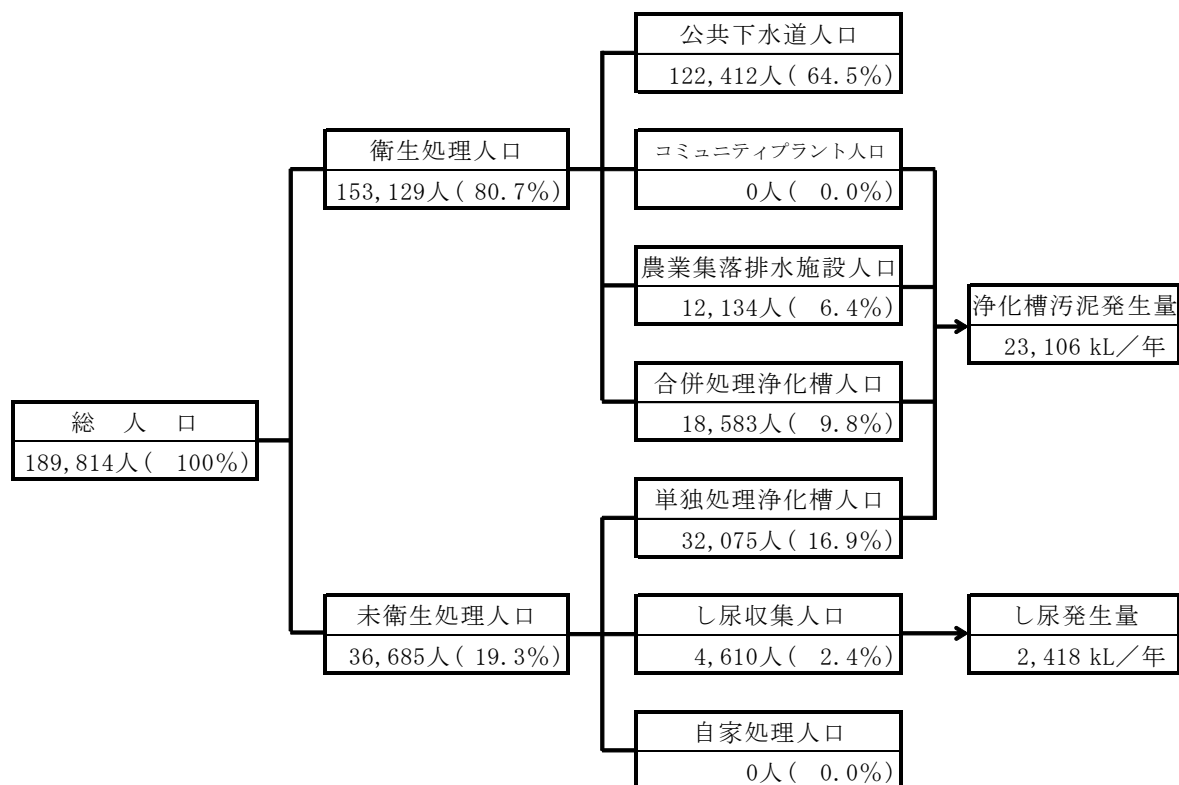 公共下水道人口
122,412人( 64.5%)
衛生処理人口
153,129人( 80.7%)
コミュニティプラント人口
0人( 0.0%)
農業集落排水施設人口
12,134人( 6.4%)
浄化槽汚泥発生量
23,106 kL／年
合併処理浄化槽人口
18,583人( 9.8%)
総 人 口
189,814人( 100%)
単独処理浄化槽人口
32,075人( 16.9%)
未衛生処理人口
36,685人( 19.3%)
し尿収集人口
4,610人( 2.4%)
し尿発生量
2,418 kL／年
自家処理人口
0人( 0.0%)